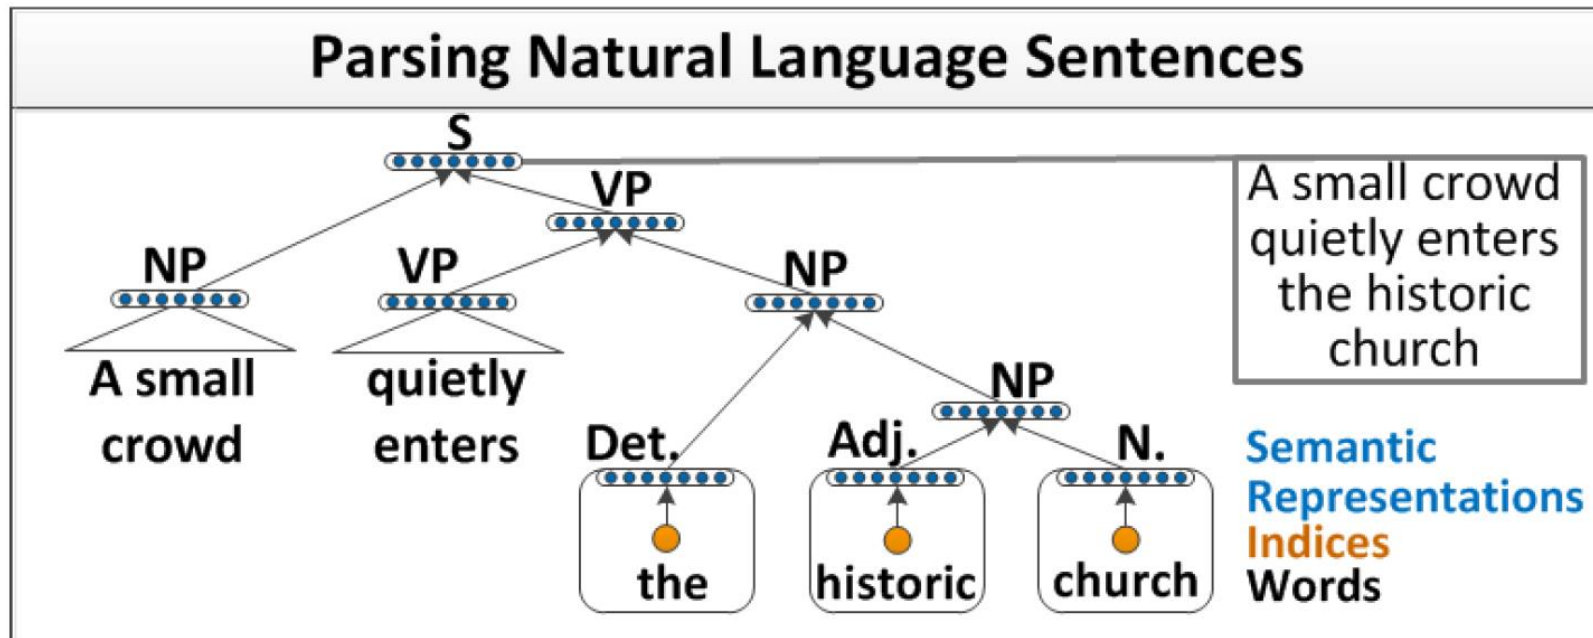 Parsing Natural Language Sentences
S
VP
NP
VP
NP
A small crowd
quietly enters
the historic
church
A small
crowd
quietly
enters
NP
Det.
Adj.
N.
the
historic
church
Semantic
Representations
Indices
Words